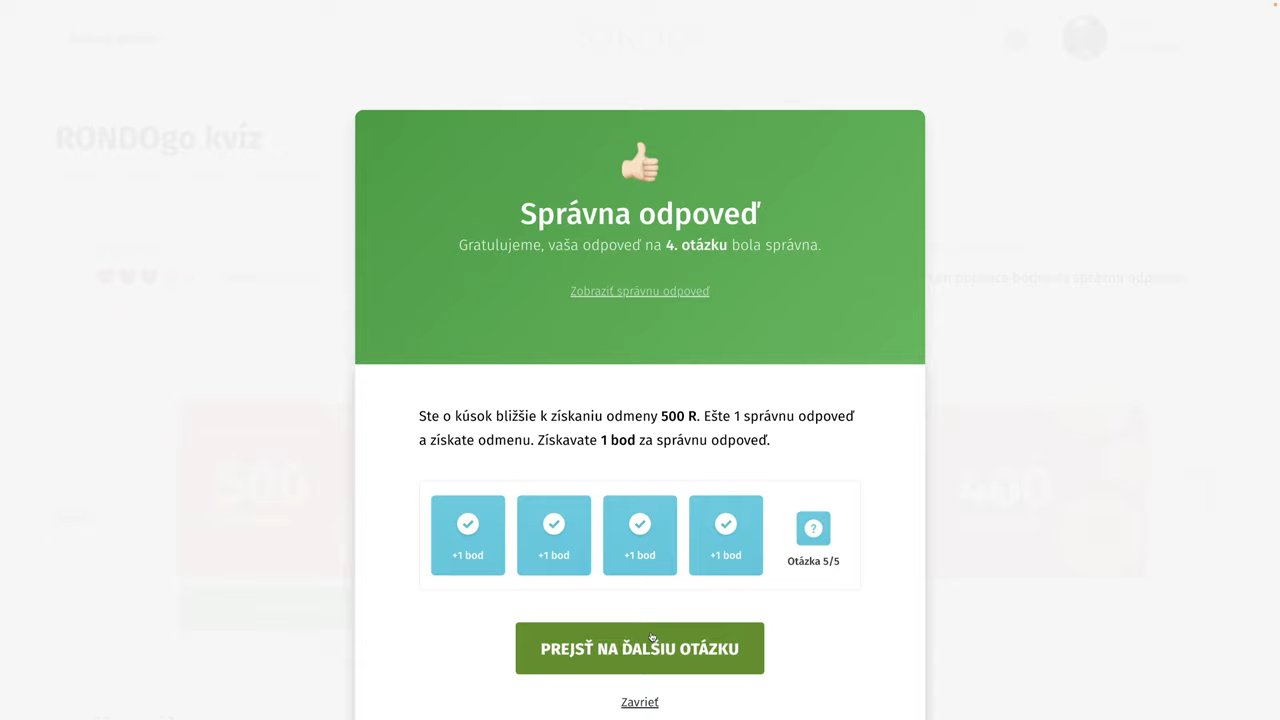 RONDOgo kvíz
Správna odpoveď
Gratulujeme, vaša odpoveď na 4. otázku bola správna.
Zobraziť správnu odpoveď
500
400
Ste o kúsok bližšie k získaniu odmeny 500 R. Ešte 1 správnu odpoveď
a získate odmenu. Získavate 1 bod za správnu odpoveď.
+1 bod
+1 bod
+1 bod
+1 bod
?
Otázka 5/5
PREJSŤ NA ĎALŠIU OTÁZKU
Zavrieť